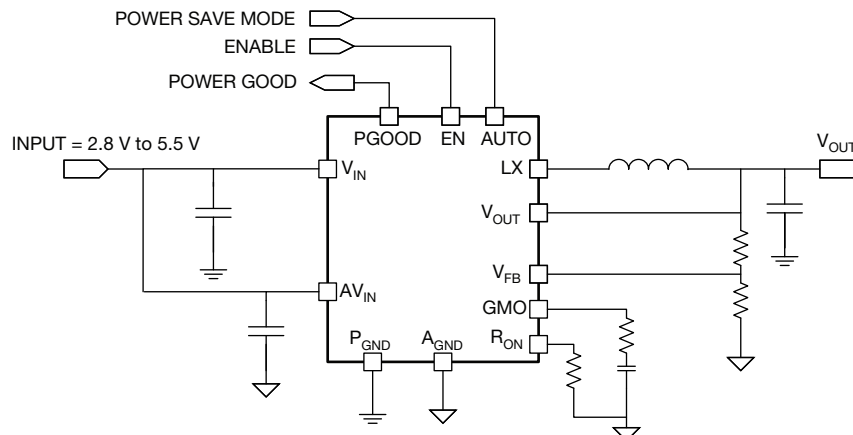 POWER SAVE MODE
ENABLE
POWER GOOD
PGOOD EN AUTO
INPUT = 2.8 V to 5.5 V
VIN
LX
VOUT
VOUT
VFB
AVIN
GMO
RON
PGND
AGND